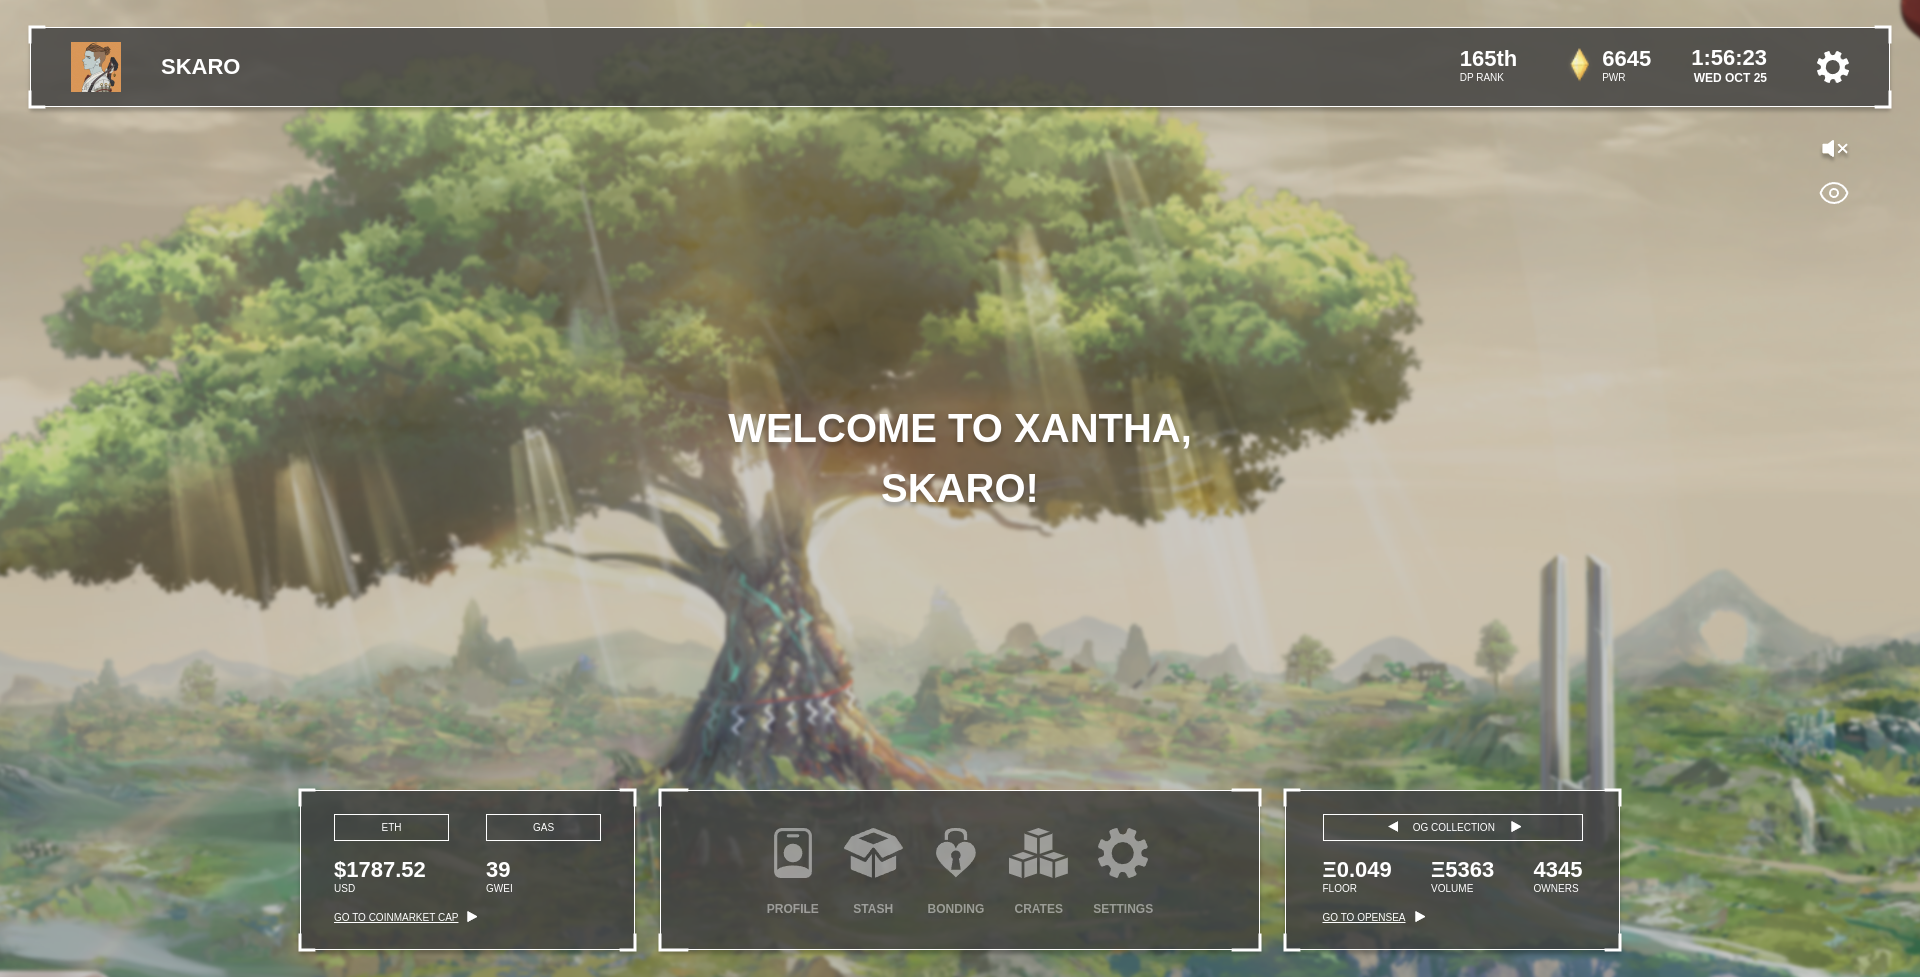 SKARO
165th
DP RANK
6645
PWR
1:56:23
WED OCT 25
WELCOME TO XANTHA,
SKARO!
ETH
GAS
$1787.52
USD
39
GWEI
GO TO COINMARKET CAP
PROFILE
STASH
BONDING
CRATES
SETTINGS
OG COLLECTION
Ξ0.049
FLOOR
Ξ5363
VOLUME
4345
OWNERS
GO TO OPENSEA